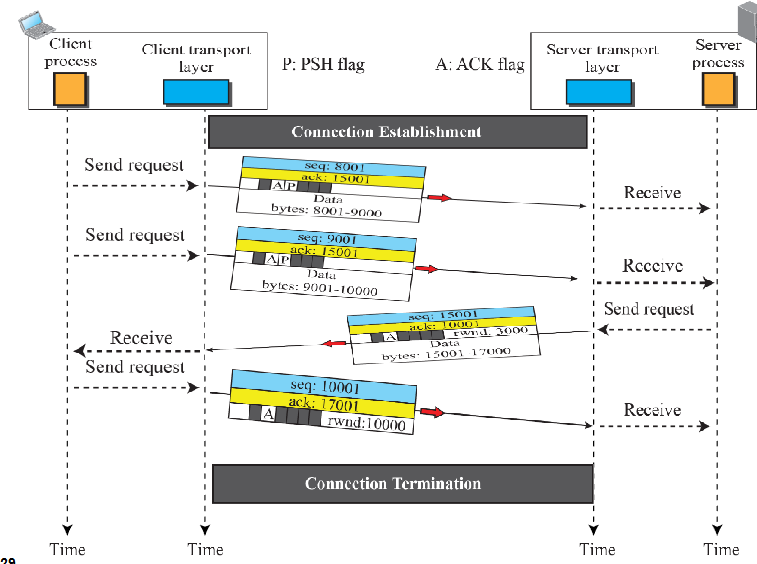 Client
process
Client transport
layer
P: PSH flag
A: ACK flag
Server transport
layer
Server
process
Connection Establishment
Send request
seq: 8001
ack: 15001
A P
Data
bytes: 8001-9000
Receive
Send request
seq: 9001
ack: 15001
A P
Data
bytes: 9001-10000
Receive
Send request
seq: 15001
ack: 10001
A
rwnd: 3000
Data
bytes: 15001-17000
Receive
Send request
seq: 10001
ack: 17001
A
rwnd:10000
Receive
Connection Termination
Time
Time
Time
Time
29